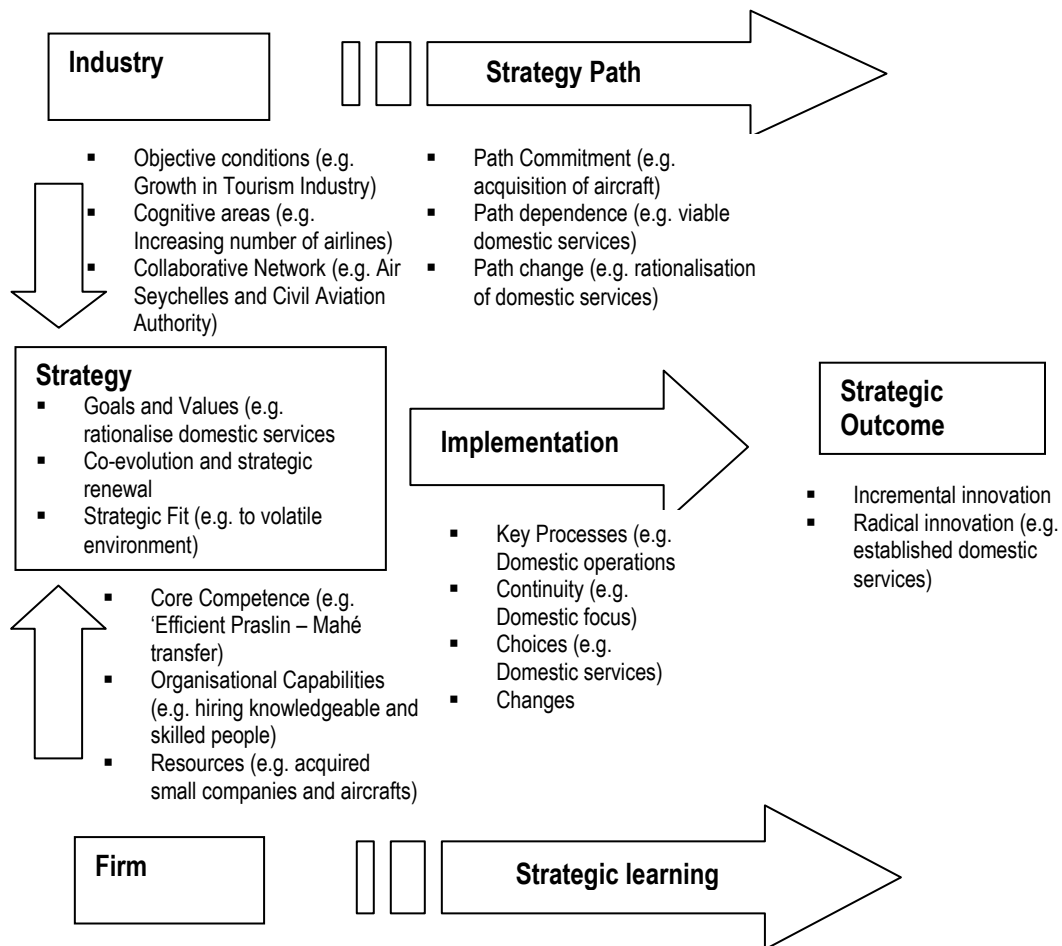 Industry
Strategy Path
▪ Objective conditions (e.g.
Growth in Tourism Industry)
▪ Cognitive areas (e.g.
Increasing number of airlines)
▪ Collaborative Network (e.g. Air
Seychelles and Civil Aviation
Authority)
▪ Path Commitment (e.g.
acquisition of aircraft)
▪ Path dependence (e.g. viable
domestic services)
▪ Path change (e.g. rationalisation
of domestic services)
Strategy
▪ Goals and Values (e.g.
rationalise domestic services
▪ Co-evolution and strategic
renewal
▪ Strategic Fit (e.g. to volatile
environment)
Implementation
Strategic
Outcome
▪ Incremental innovation
▪ Radical innovation (e.g.
established domestic
services)
▪ Key Processes (e.g.
Domestic operations
▪ Continuity (e.g.
Domestic focus)
▪ Choices (e.g.
Domestic services)
▪ Changes
▪ Core Competence (e.g.
‘Efficient Praslin – Mahé
transfer)
▪ Organisational Capabilities
(e.g. hiring knowledgeable and
skilled people)
▪ Resources (e.g. acquired
small companies and aircrafts)
Firm
Strategic learning